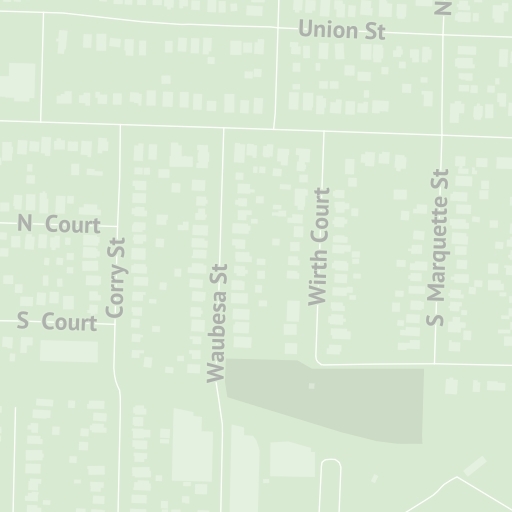 N
Union St
N Court
S Court
Corry St
Waubesa St
Wirth Court
S Marquette St